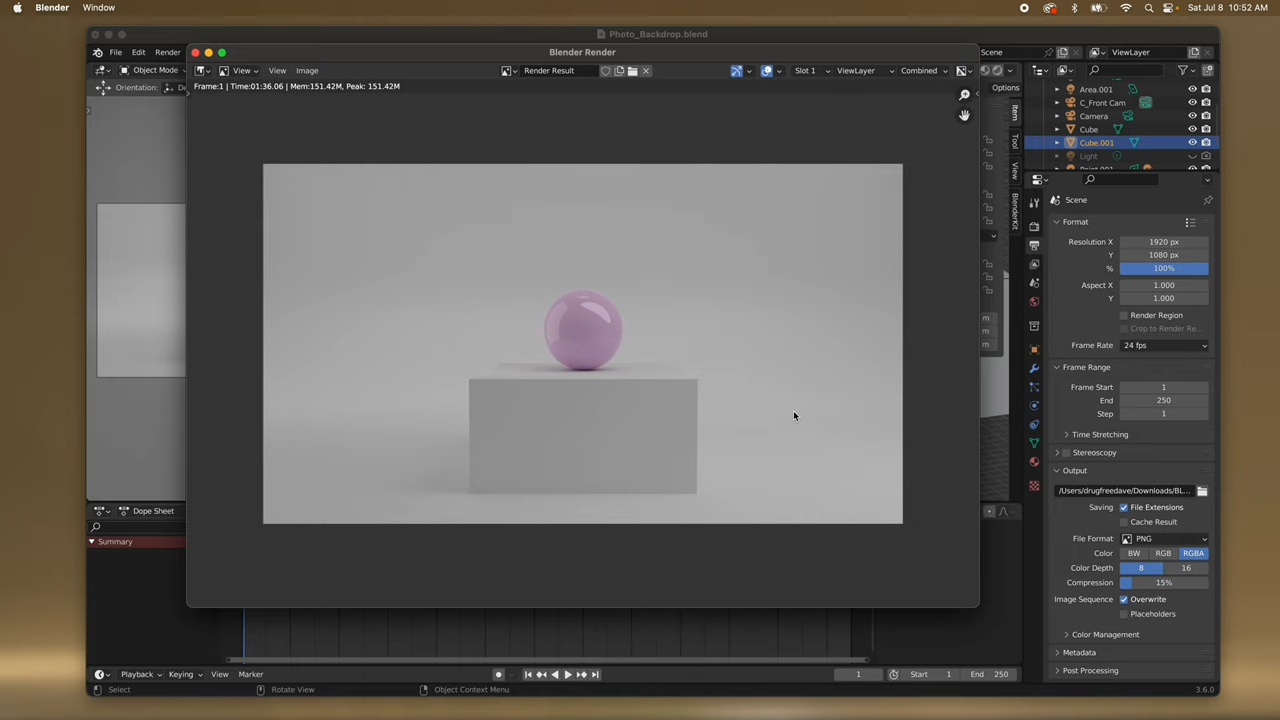 Blender Window Sat Jul 8 10:52 AM
Photo_Backdrop.blend
File Edit Render Scene ViewLayer
Blender Render
Object Mode View View Image Render Result Slot 1 ViewLayer Combined
Frame:1 | Time:01:36.06 | Mem:151.42M, Peak: 151.42M
Orientation: Options
Area.001
C_Front Cam
Camera
Cube
Cube.001
Light
Item
Tool
View
BlenderKit
Scene
Format
Resolution X 1920 px
Y 1080 px
% 100%
Aspect X 1.000
Y 1.000
Render Region
Crop to Render Re...
Frame Rate 24 fps
Frame Range
Frame Start 1
End 250
Step 1
Time Stretching
Stereoscopy
Output
/Users/drugfreedave/Downloads/BL...
Saving File Extensions
Cache Result
File Format PNG
Color BW RGB RGBA
Color Depth 8 16
Compression 15%
Image Sequence Overwrite
Placeholders
Color Management
Metadata
Post Processing
m
m
m
Dope Sheet
Summary
Playback Keying View Marker 1 Start 1 End 250
Select Rotate View Object Context Menu 3.6.0